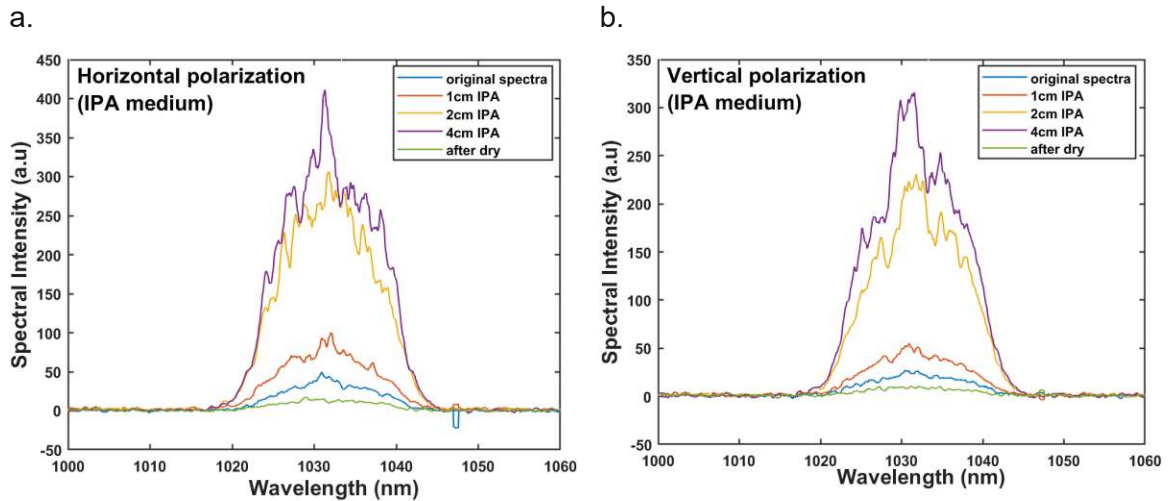 a.
b.
Horizontal polarization
(IPA medium)
original spectra
1cm IPA
2cm IPA
4cm IPA
after dry
Spectral Intensity (a.u)
450
400
350
300
250
200
150
100
50
0
-50
1000 1010 1020 1030 1040 1050 1060
Wavelength (nm)
Vertical polarization
(IPA medium)
original spectra
1cm IPA
2cm IPA
4cm IPA
after dry
Spectral Intensity (a.u)
350
300
250
200
150
100
50
0
-50
1000 1010 1020 1030 1040 1050 1060
Wavelength (nm)